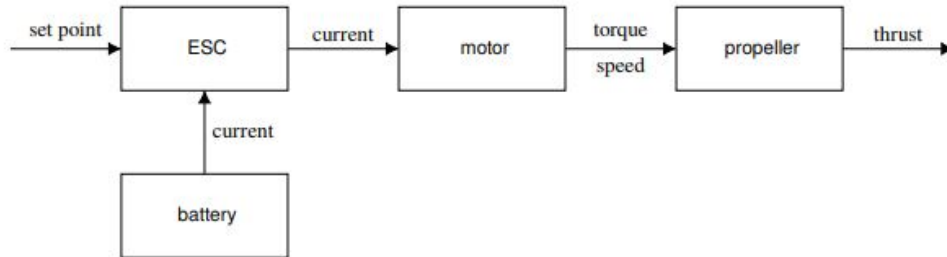 set point
ESC
current
motor
torque
speed
propeller
thrust
current
battery